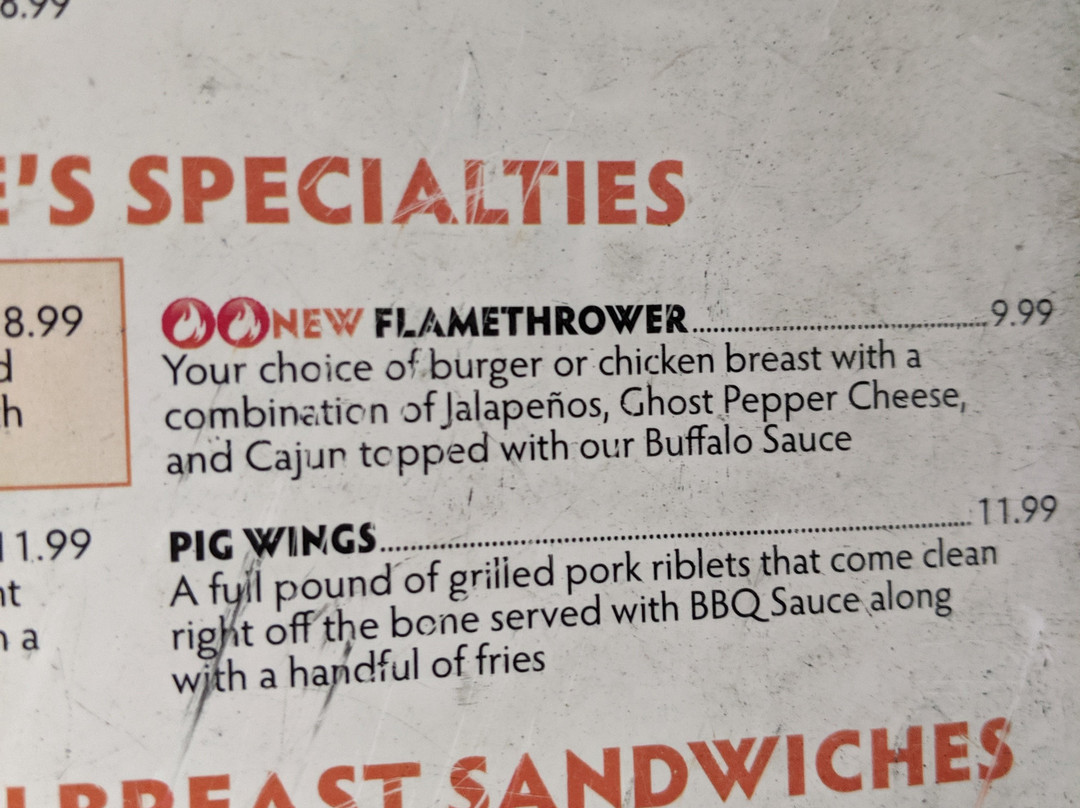 8.99
'S SPECIALTIES
8.99
NEW FLAMETHROWER 9.99
Your choice of burger or chicken breast with a
combination of Jalapeños, Ghost Pepper Cheese,
and Cajun topped with our Buffalo Sauce
11.99
a
PIG WINGS 11.99
A full pound of grilled pork riblets that come clean
right off the bone served with BBQ Sauce along
with a handful of fries
BREAST SANDWICHES